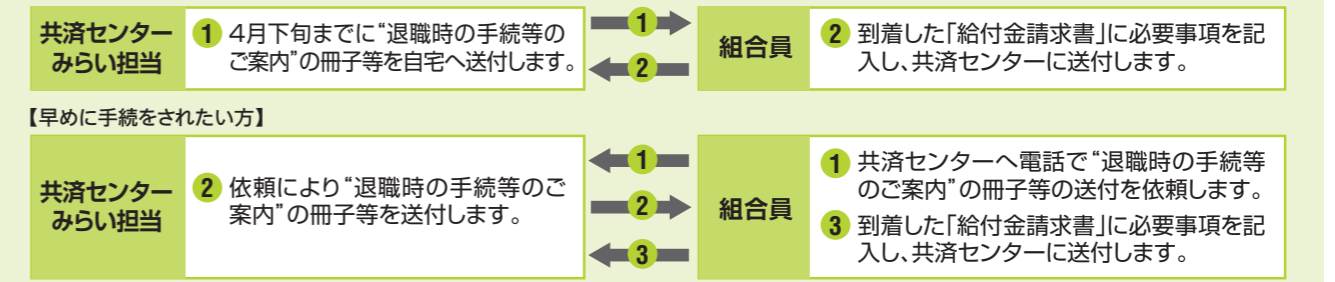 共済センター
みらい担当
1 4月下旬までに“退職時の手続等の
ご案内”の冊子等を自宅へ送付します。
1
2
組合員
2 到着した「給付金請求書」に必要事項を記
入し、共済センターに送付します。
【早めに手続をされたい方】
共済センター
みらい担当
2 依頼により“退職時の手続等のご
案内”の冊子等を送付します。
1
2
3
組合員
1 共済センターへ電話で“退職時の手続等
のご案内”の冊子等の送付を依頼します。
3 到着した「給付金請求書」に必要事項を記
入し、共済センターに送付します。